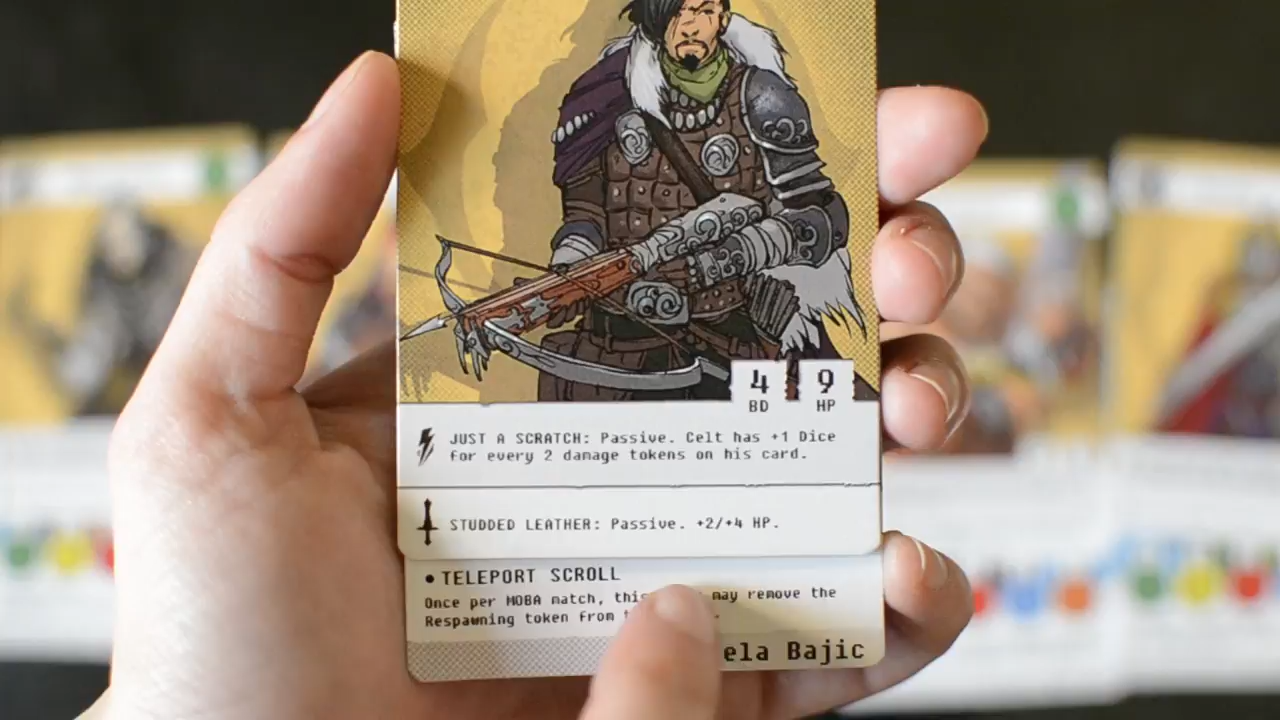 4 9
BD HP
JUST A SCRATCH: Passive. Celt has +1 Dice
for every 2 damage tokens on his card.
STUDDED LEATHER: Passive. +2/+4 HP.
• TELEPORT SCROLL
Once per MOBA match, this may remove the
Respawning token from
ela Bajic